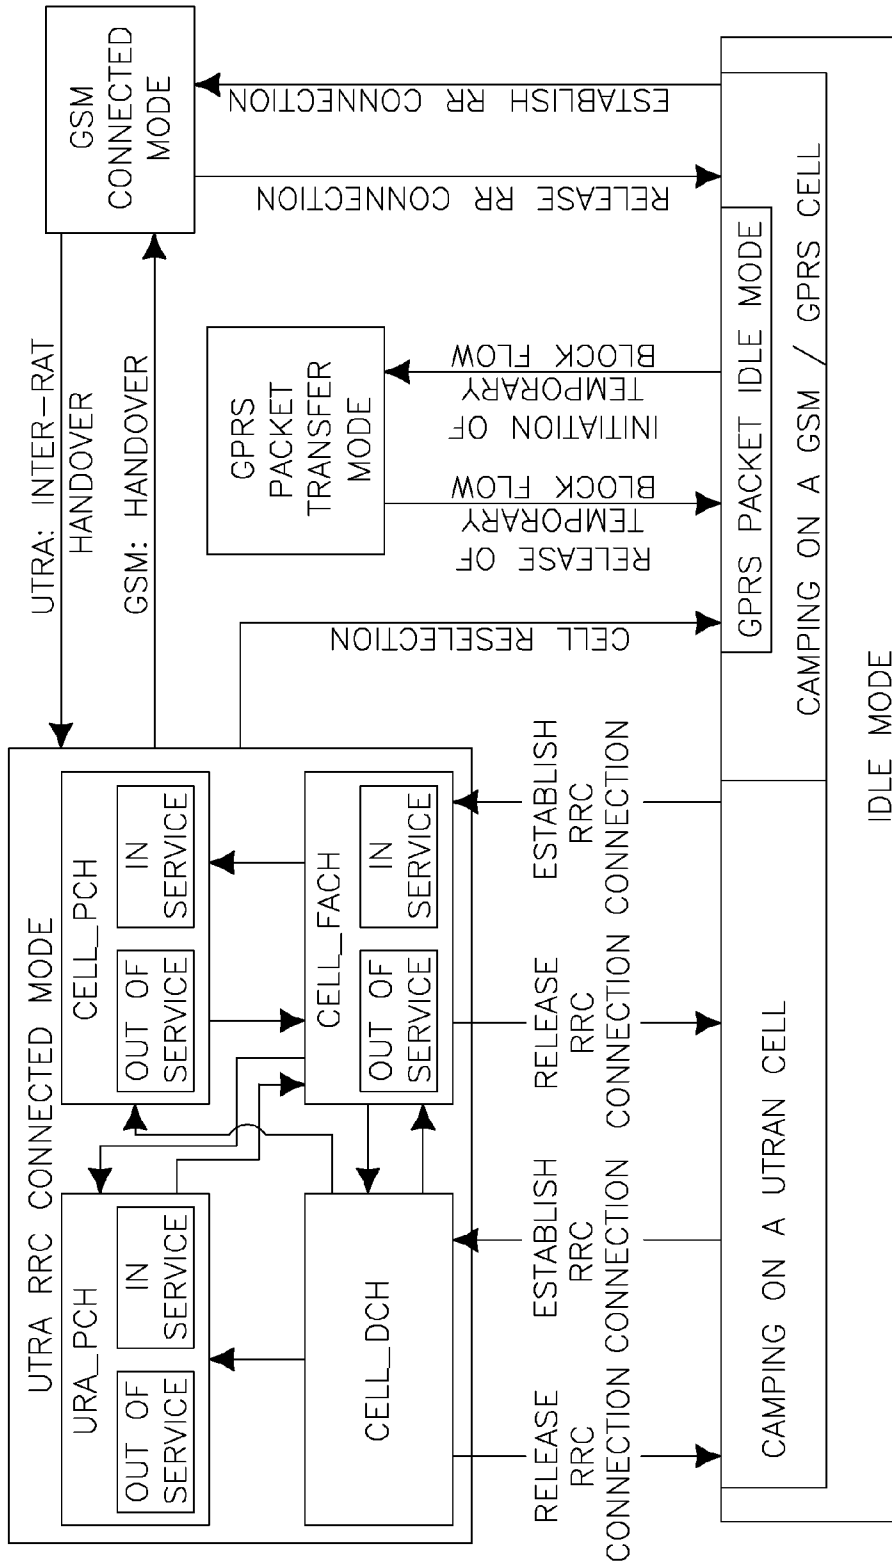 UTRA RRC CONNECTED MODE
URA_PCH
OUT OF
SERVICE
IN
SERVICE
CELL_PCH
OUT OF
SERVICE
IN
SERVICE
CELL_DCH
CELL_FACH
OUT OF
SERVICE
IN
SERVICE
UTRA: INTER-RAT
HANDOVER
GSM: HANDOVER
GSM
CONNECTED
MODE
GPRS
PACKET
TRANSFER
MODE
RELEASE
RRC
CONNECTION
ESTABLISH
RRC
CONNECTION
RELEASE
RRC
CONNECTION
ESTABLISH
RRC
CONNECTION
CELL RESELECTION
RELEASE OF
TEMPORARY
BLOCK FLOW
INITIATION OF
TEMPORARY
BLOCK FLOW
RELEASE RR CONNECTION
ESTABLISH RR CONNECTION
GPRS PACKET IDLE MODE
CAMPING ON A UTRAN CELL
CAMPING ON A GSM / GPRS CELL
IDLE MODE